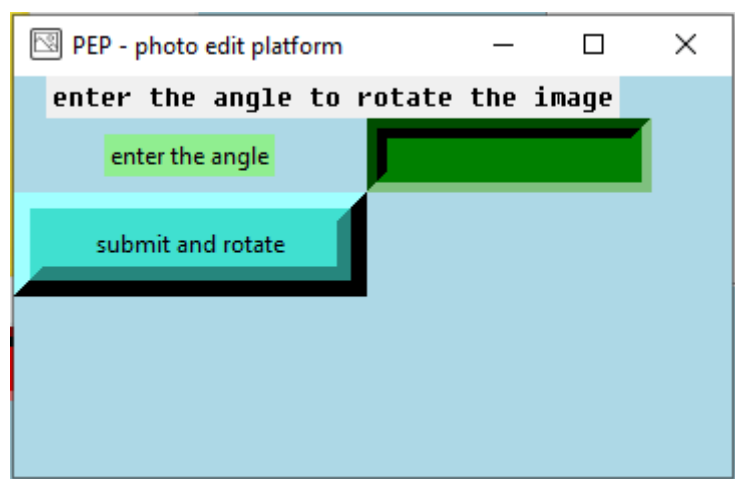 PEP - photo edit platform
enter the angle to rotate the image
enter the angle
submit and rotate